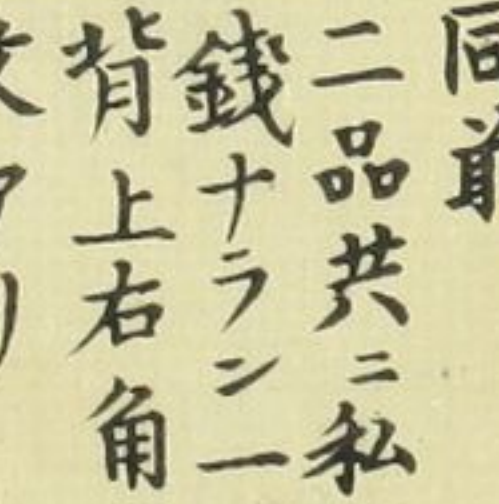 同前
二品共ニ私
銭ナラン一
背上右角
文アリ